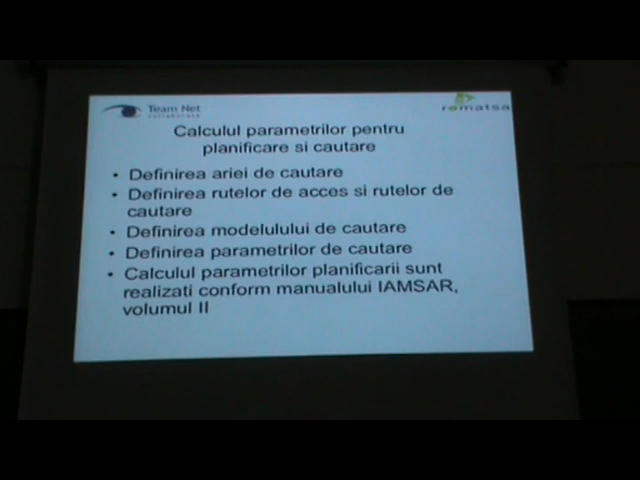 Team Net
romatsa
Calculul parametrilor pentru
planificare si cautare
• Definirea ariei de cautare
• Definirea rutelor de acces si rutelor de
cautare
• Definirea modelulului de cautare
• Definirea parametrilor de cautare
• Calculul parametrilor planificarii sunt
realizati conform manualului IAMSAR,
volumul II